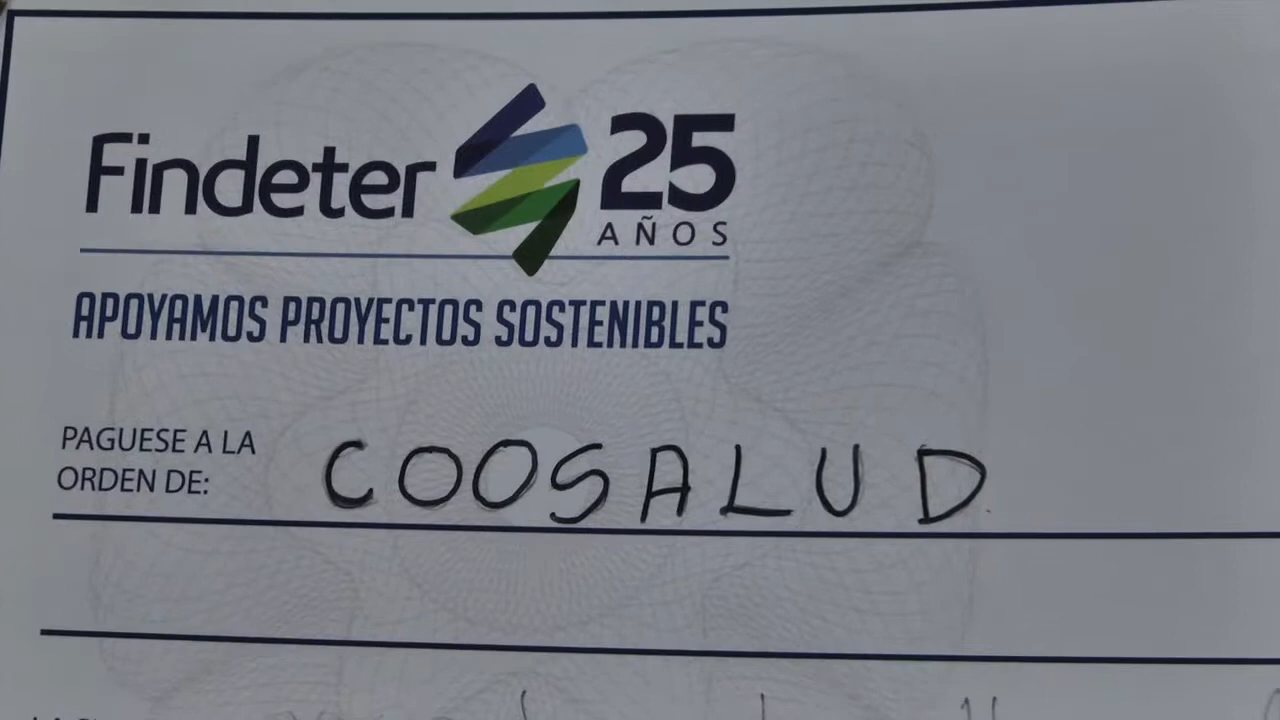 Findeter 25
AÑOS
APOYAMOS PROYECTOS SOSTENIBLES
PAGUESE A LA
ORDEN DE: COOSALUD